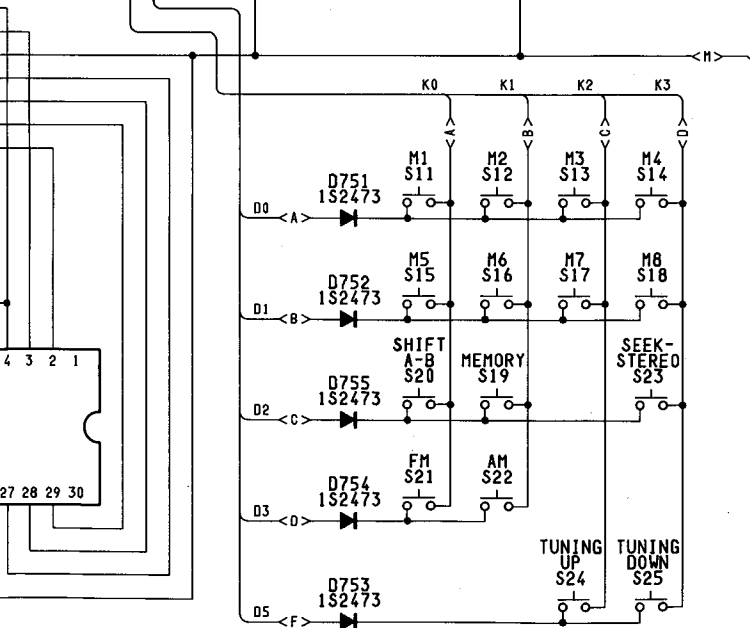 <M>
K0 K1 K2 K3
<A> <B> <C> <D>
M1 M2 M3 M4
S11 S12 S13 S14
D751
1S2473
D0 <A>
M5 M6 M7 M8
S15 S16 S17 S18
D752
1S2473
D1 <B>
SHIFT
A-B
S20
MEMORY
S19
SEEK-
STEREO
S23
4 3 2 1
D755
1S2473
D2 <C>
FM
S21
AM
S22
27 28 29 30
D754
1S2473
D3 <D>
TUNING
UP
S24
TUNING
DOWN
S25
D753
1S2473
D5 <F>